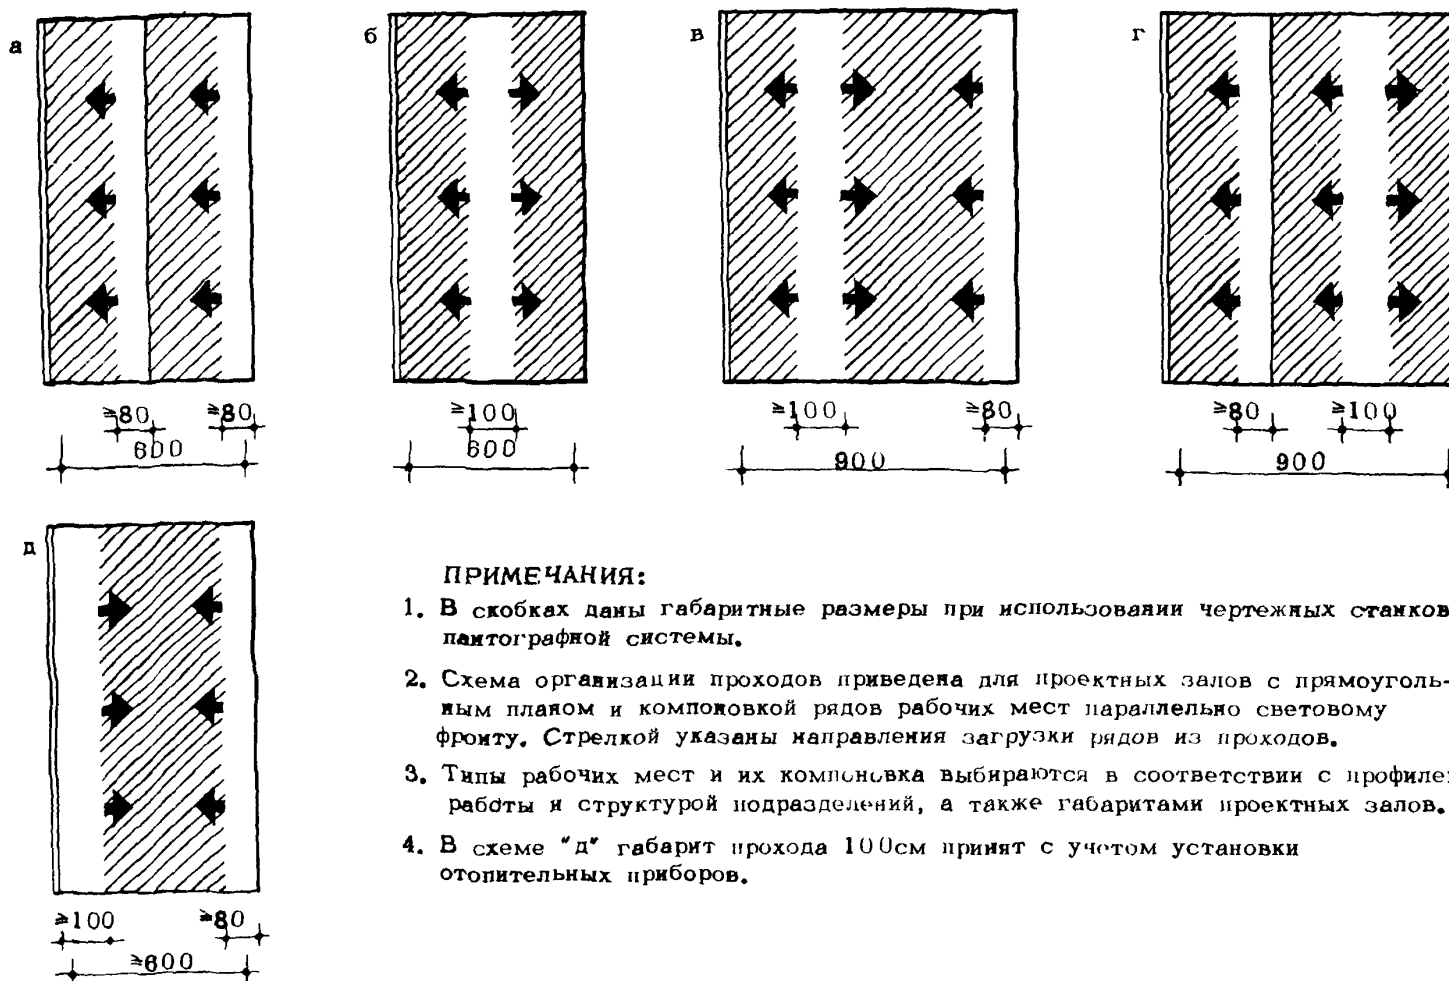 а
б
в
г
≥80
≥80
600
≥100
600
≥100
≥80
900
≥80
≥100
900
д
≥100
≥80
≥600
ПРИМЕЧАНИЯ:
1. В скобках даны габаритные размеры при использовании чертежных станков
пантографной системы.
2. Схема организации проходов приведена для проектных залов с прямоуголь-
ным планом и компоновкой рядов рабочих мест параллельно световому
фронту. Стрелкой указаны направления загрузки рядов из проходов.
3. Типы рабочих мест и их компоновка выбираются в соответствии с профилем
работы и структурой подразделений, а также габаритами проектных залов.
4. В схеме "д" габарит прохода 100см принят с учетом установки
отопительных приборов.